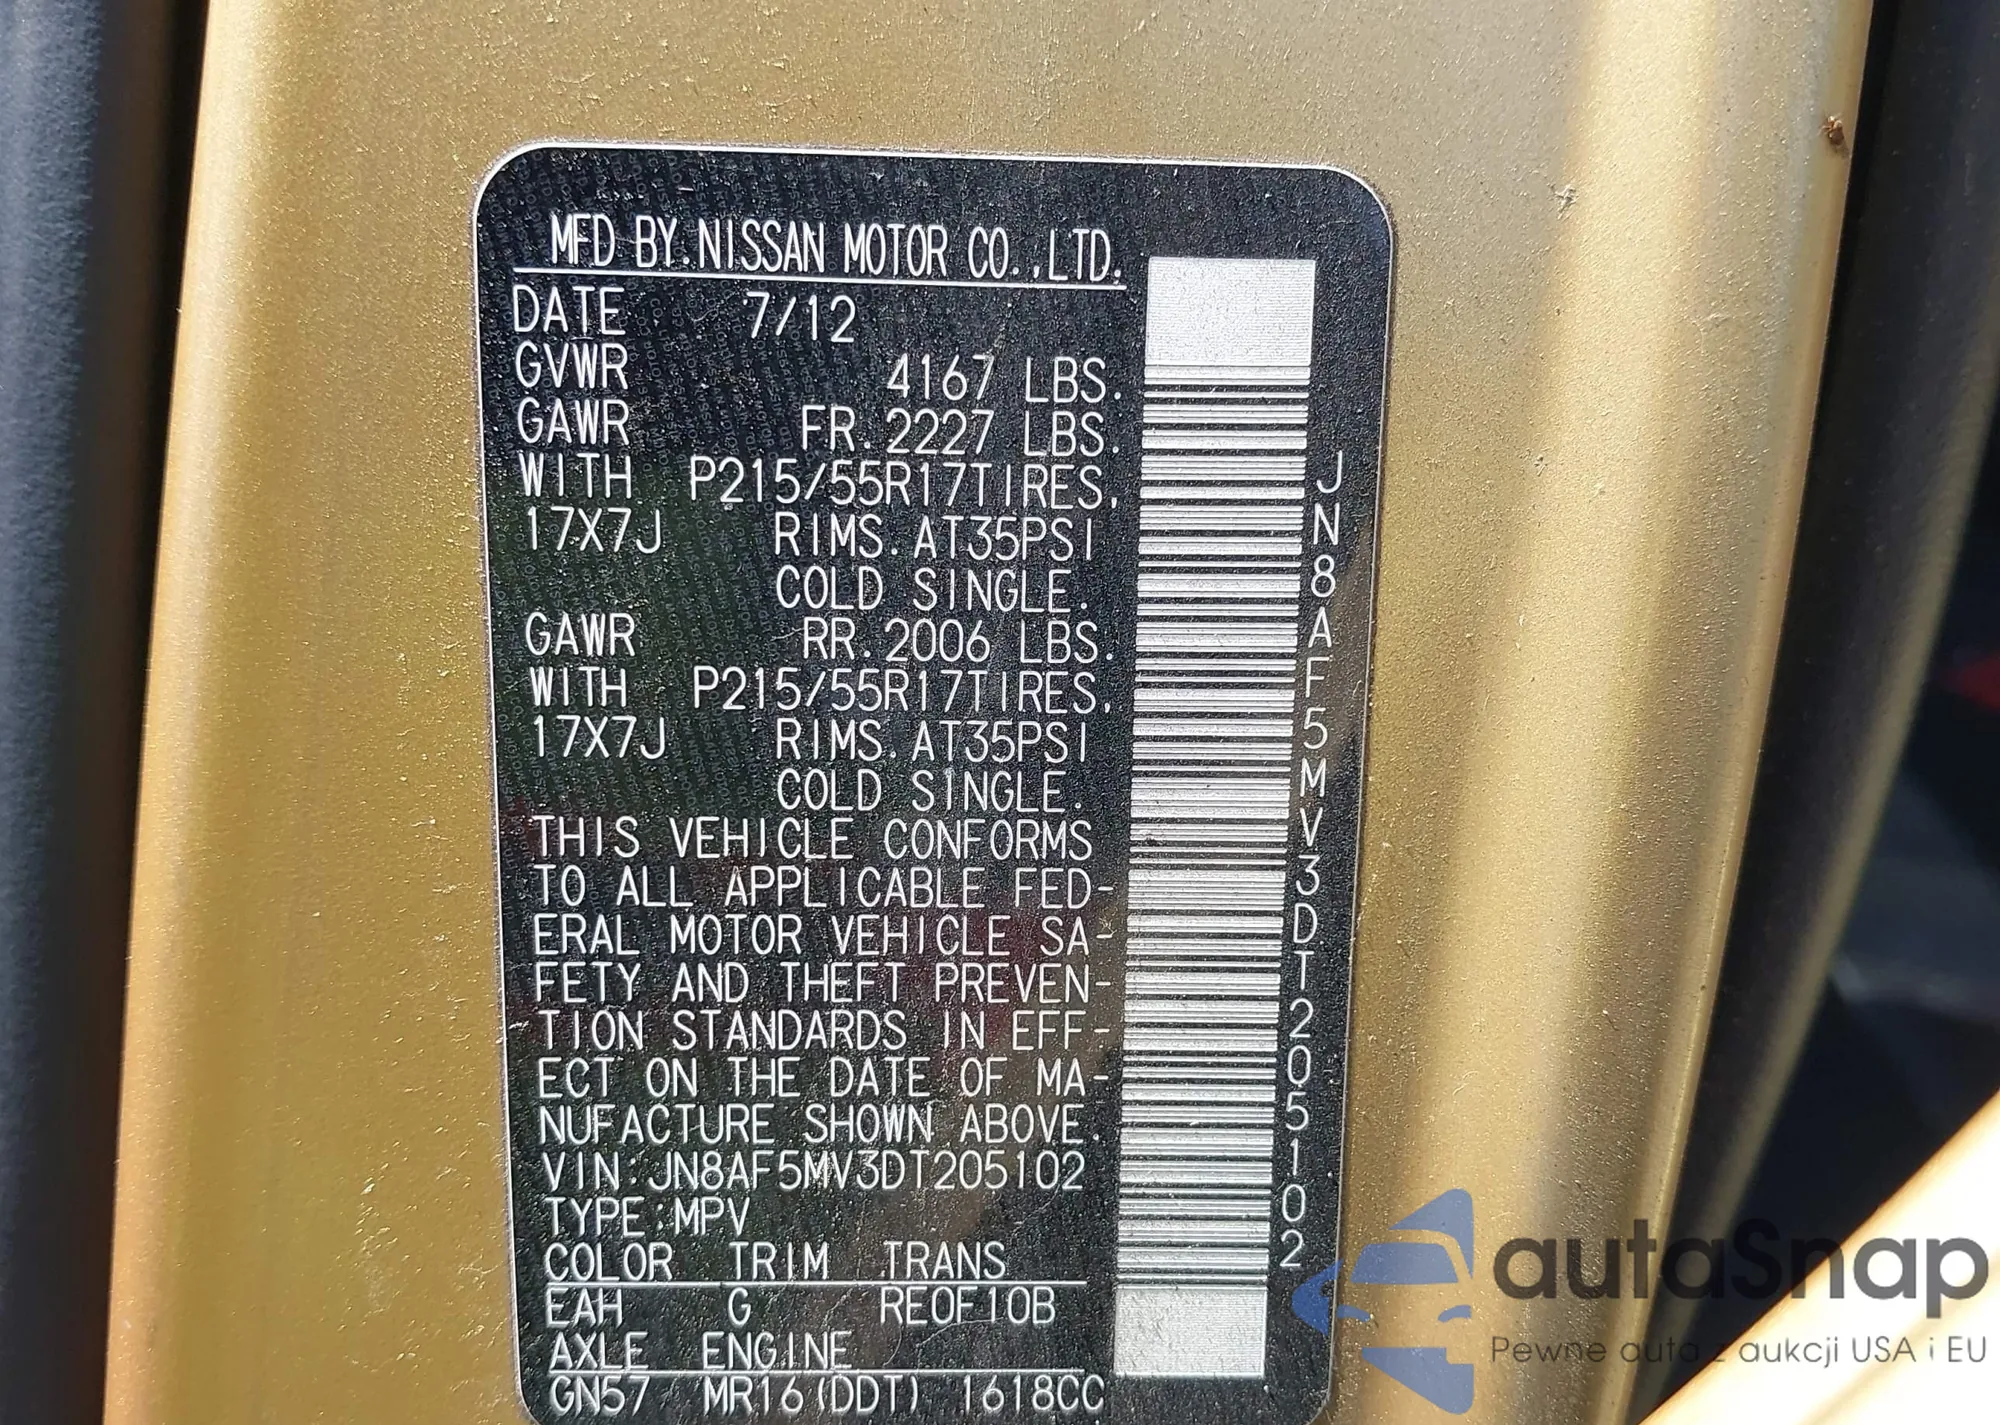 MFD BY.NISSAN MOTOR CO.,LTD.
DATE 7/12
GVWR 4167 LBS.
GAWR FR.2227 LBS.
WITH P215/55R17TIRES,
17X7J RIMS.AT35PSI
COLD SINGLE.
GAWR RR.2006 LBS.
WITH P215/55R17TIRES,
17X7J RIMS.AT35PSI
COLD SINGLE.
THIS VEHICLE CONFORMS
TO ALL APPLICABLE FED-
ERAL MOTOR VEHICLE SA-
FETY AND THEFT PREVEN-
TION STANDARDS IN EFF-
ECT ON THE DATE OF MA-
NUFACTURE SHOWN ABOVE.
VIN:JN8AF5MV3DT205102
TYPE:MPV
COLOR TRIM TRANS
EAH G RE0F10B
AXLE ENGINE
GN57 MR16(DDT) 1618CC
JN8AF5MV3DT205102
autaSnap
Pewne auta z aukcji USA i EU